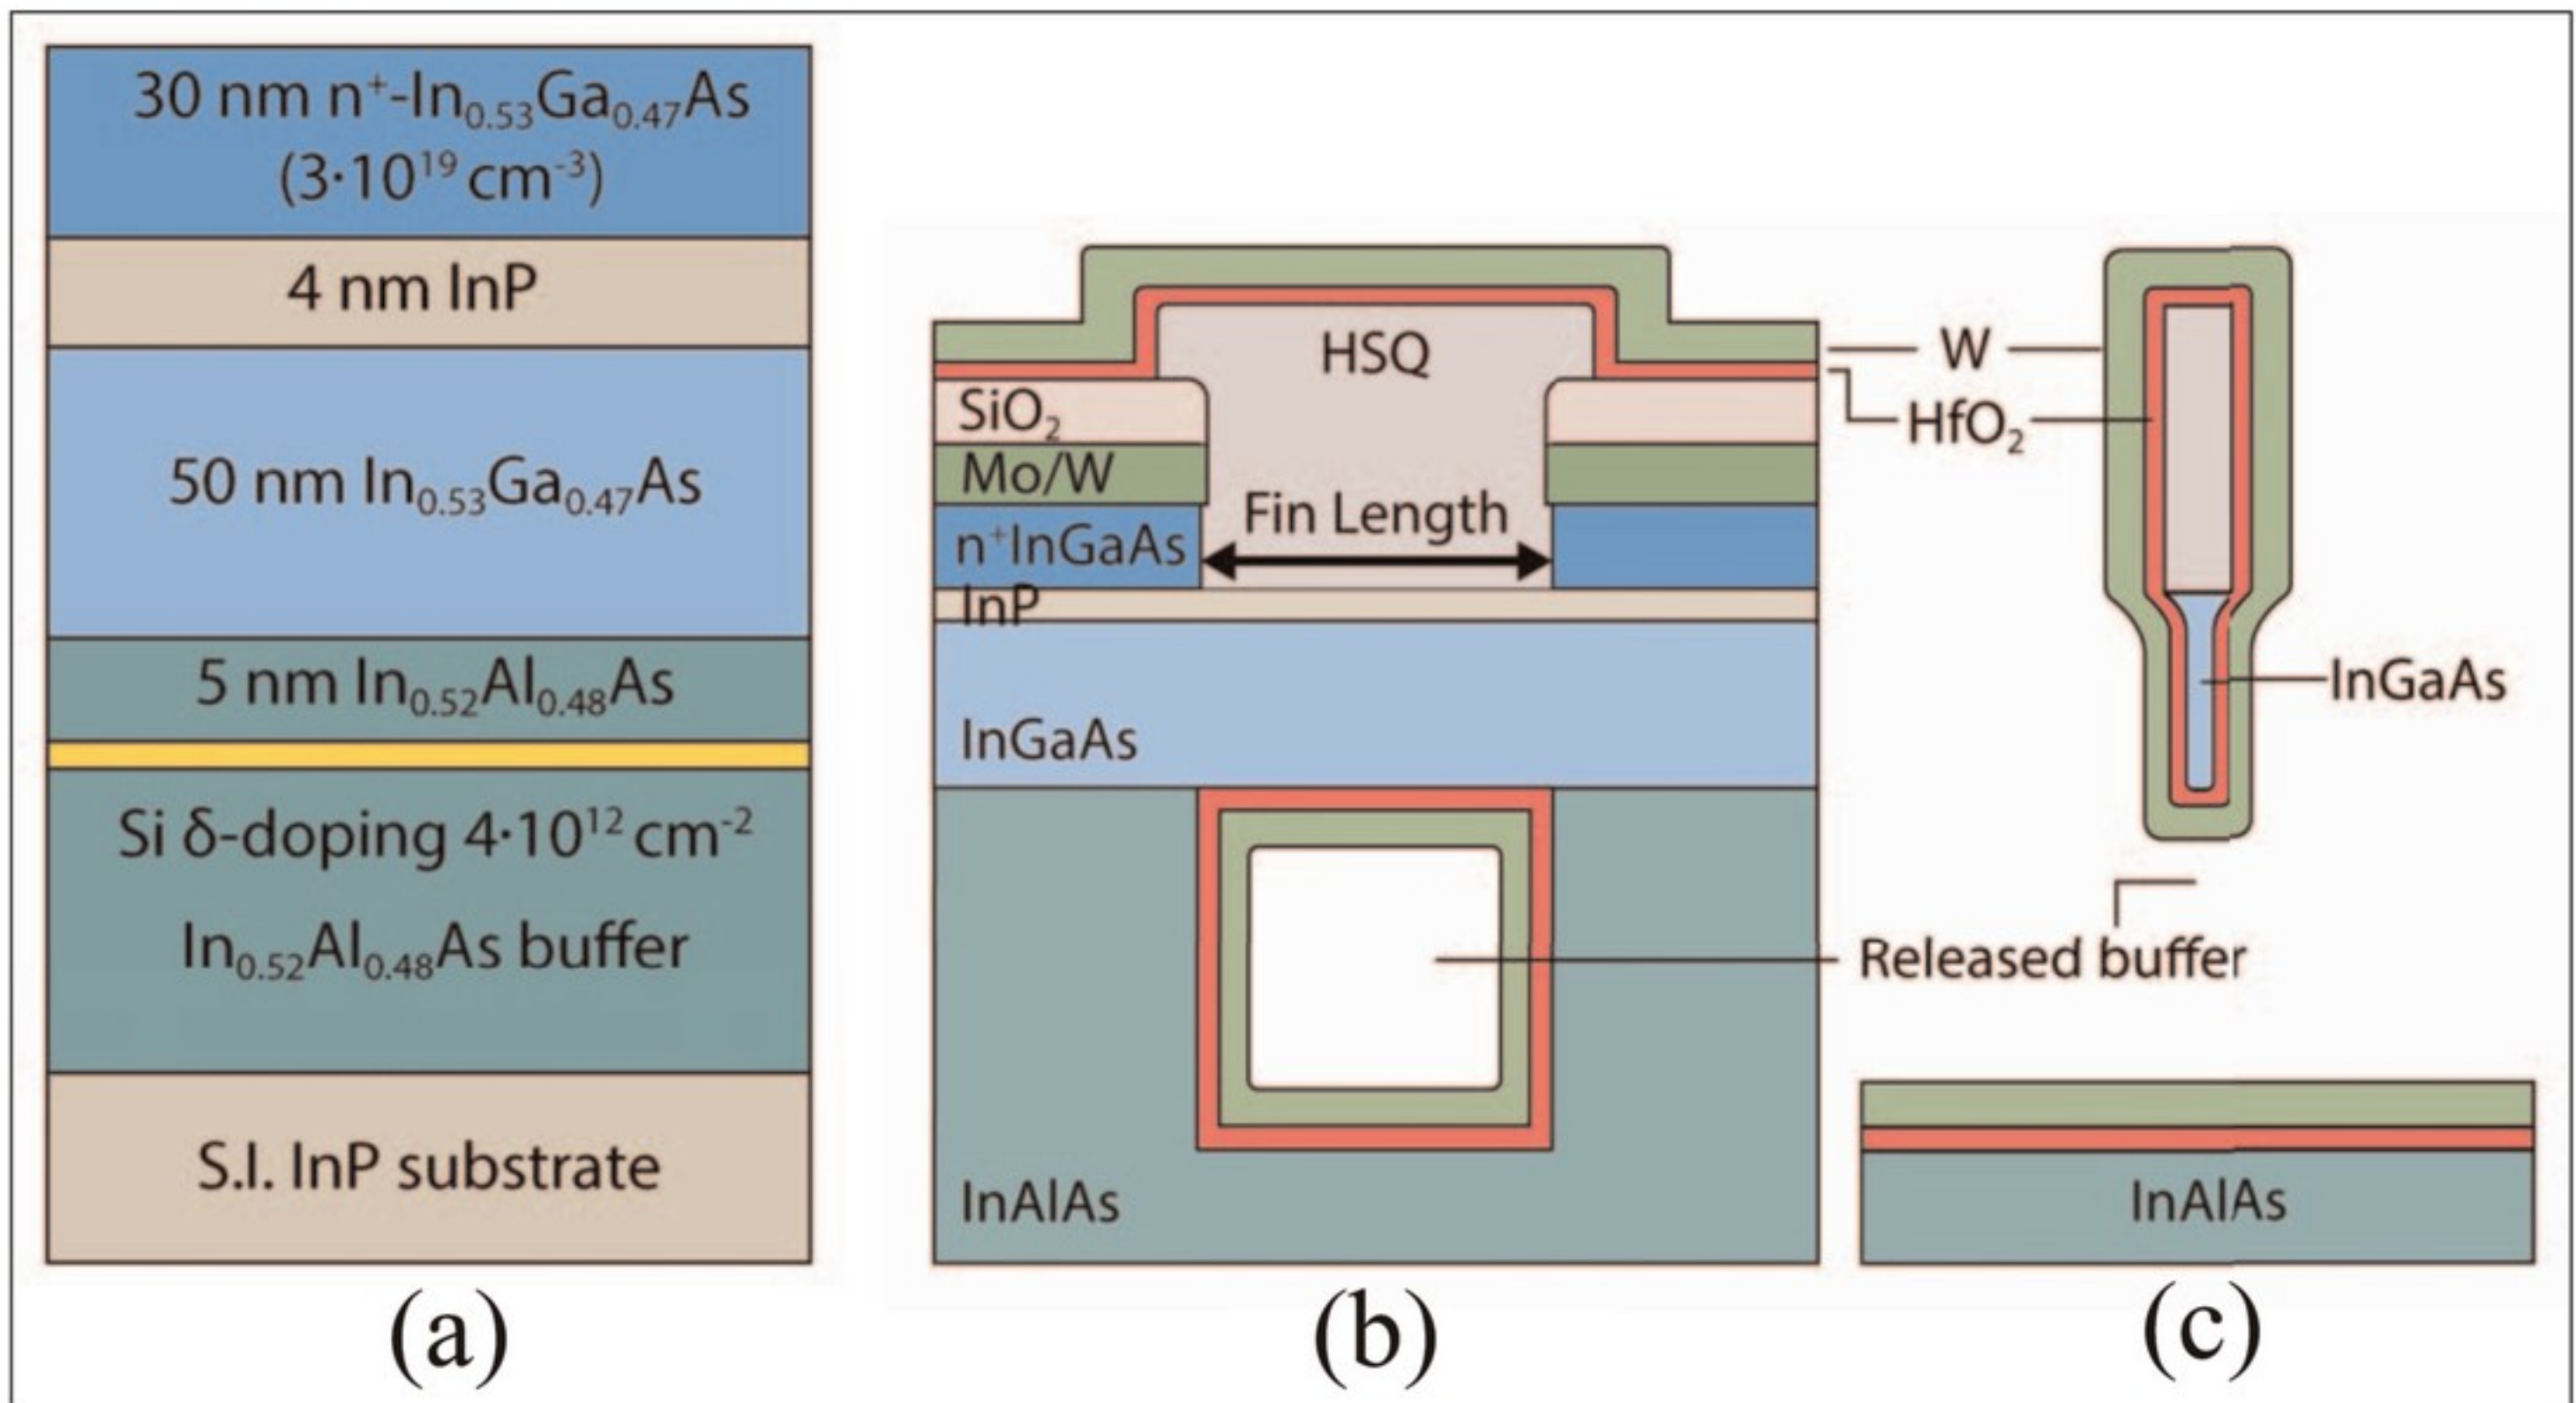 30 nm n⁺-In₀.₅₃Ga₀.₄₇As
(3·10¹⁹ cm⁻³)
4 nm InP
50 nm In₀.₅₃Ga₀.₄₇As
5 nm In₀.₅₂Al₀.₄₈As
Si δ-doping 4·10¹² cm⁻²
In₀.₅₂Al₀.₄₈As buffer
S.I. InP substrate
(a)
HSQ
SiO₂
Mo/W
Fin Length
n⁺InGaAs
InP
InGaAs
InAlAs
(b)
W
HfO₂
InGaAs
Released buffer
InAlAs
(c)